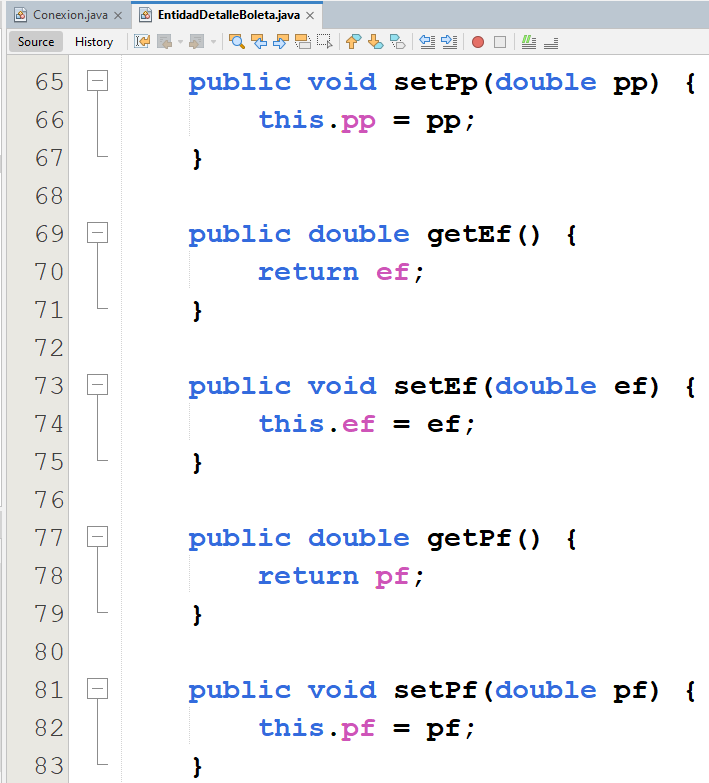 Conexion.java × EntidadDetalleBoleta.java ×
Source History
65 public void setPp(double pp) {
66 this.pp = pp;
67 }
68
69 public double getEf() {
70 return ef;
71 }
72
73 public void setEf(double ef) {
74 this.ef = ef;
75 }
76
77 public double getPf() {
78 return pf;
79 }
80
81 public void setPf(double pf) {
82 this.pf = pf;
83 }